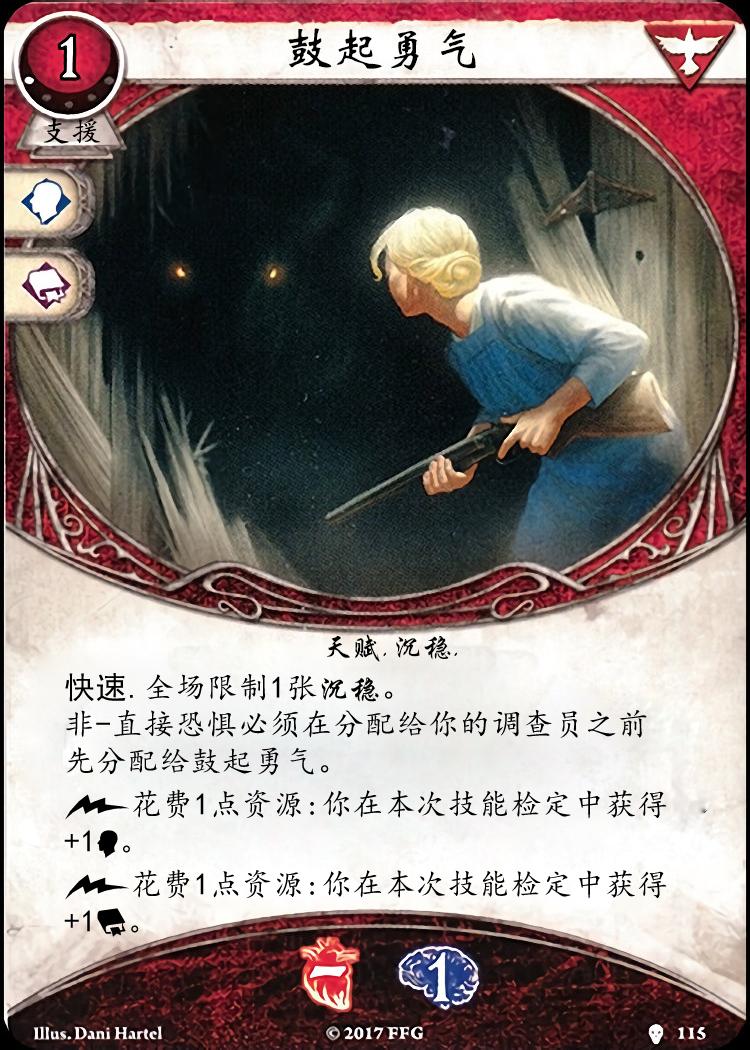 1
鼓起勇气
支援
天赋. 沉稳.
快速. 全场限制1张沉稳。
非-直接恐惧必须在分配给你的调查员之前
先分配给鼓起勇气。
花费1点资源:你在本次技能检定中获得
+1。
花费1点资源:你在本次技能检定中获得
+1。
- 1
Illus. Dani Hartel
© 2017 FFG
115